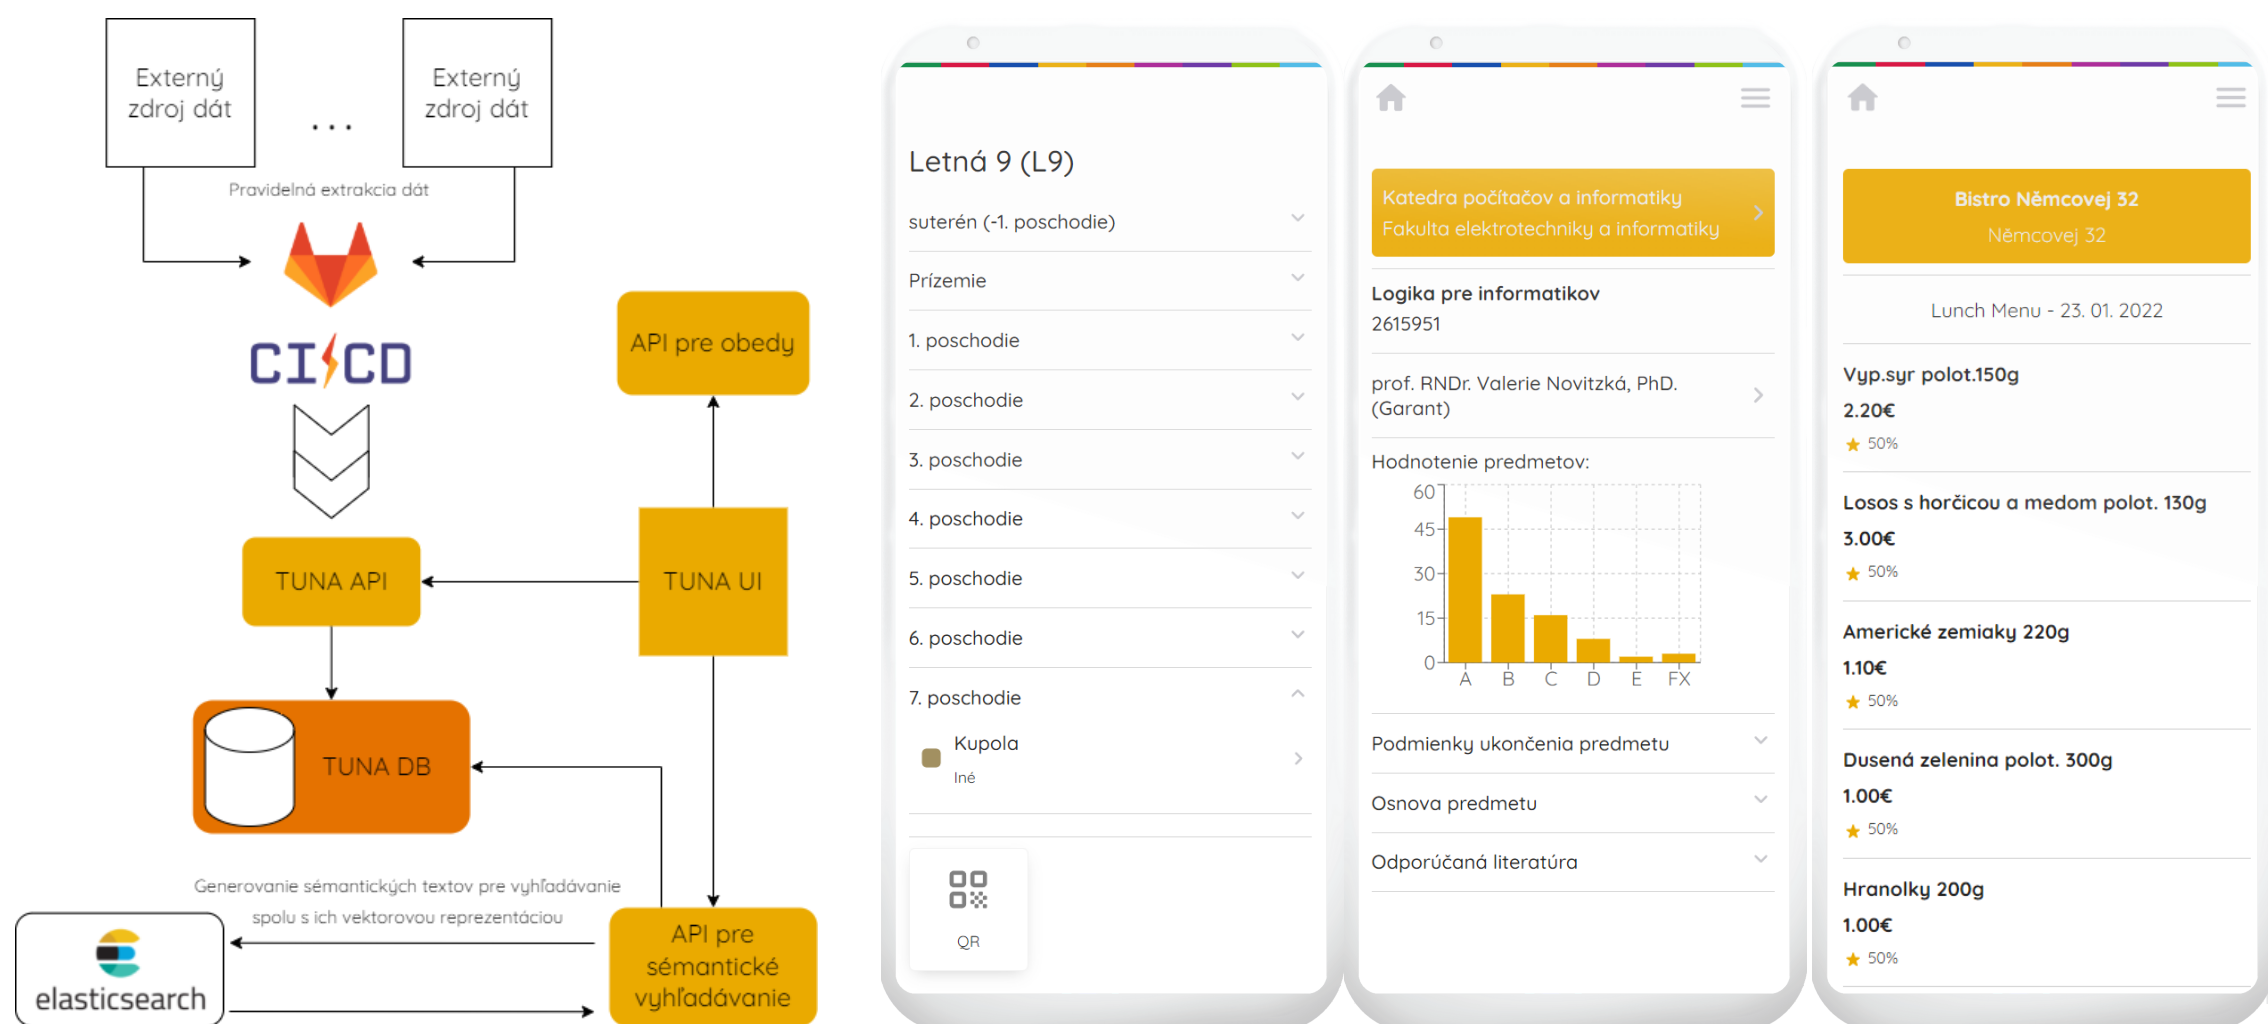 Externý
zdroj dát
...
Externý
zdroj dát
Pravidelná extrakcia dát
CI/CD
API pre obedy
TUNA API
TUNA UI
TUNA DB
Generovanie sémantických textov pre vyhľadávanie
spolu s ich vektorovou reprezentáciou
elasticsearch
API pre
sémantické
vyhľadávanie
Letná 9 (L9)
suterén (-1. poschodie)
Prízemie
1. poschodie
2. poschodie
3. poschodie
4. poschodie
5. poschodie
6. poschodie
7. poschodie
Kupola
Iné
QR
Katedra počítačov a informatiky
Fakulta elektrotechniky a informatiky
Logika pre informatikov
2615951
prof. RNDr. Valerie Novitzká, PhD.
(Garant)
Hodnotenie predmetov:
60
45
30
15
0
A B C D E FX
Podmienky ukončenia predmetu
Osnova predmetu
Odporúčaná literatúra
Bistro Němcovej 32
Němcovej 32
Lunch Menu - 23. 01. 2022
Vyp.syr polot.150g
2.20€
50%
Losos s horčicou a medom polot. 130g
3.00€
50%
Americké zemiaky 220g
1.10€
50%
Dusená zelenina polot. 300g
1.00€
50%
Hranolky 200g
1.00€
50%